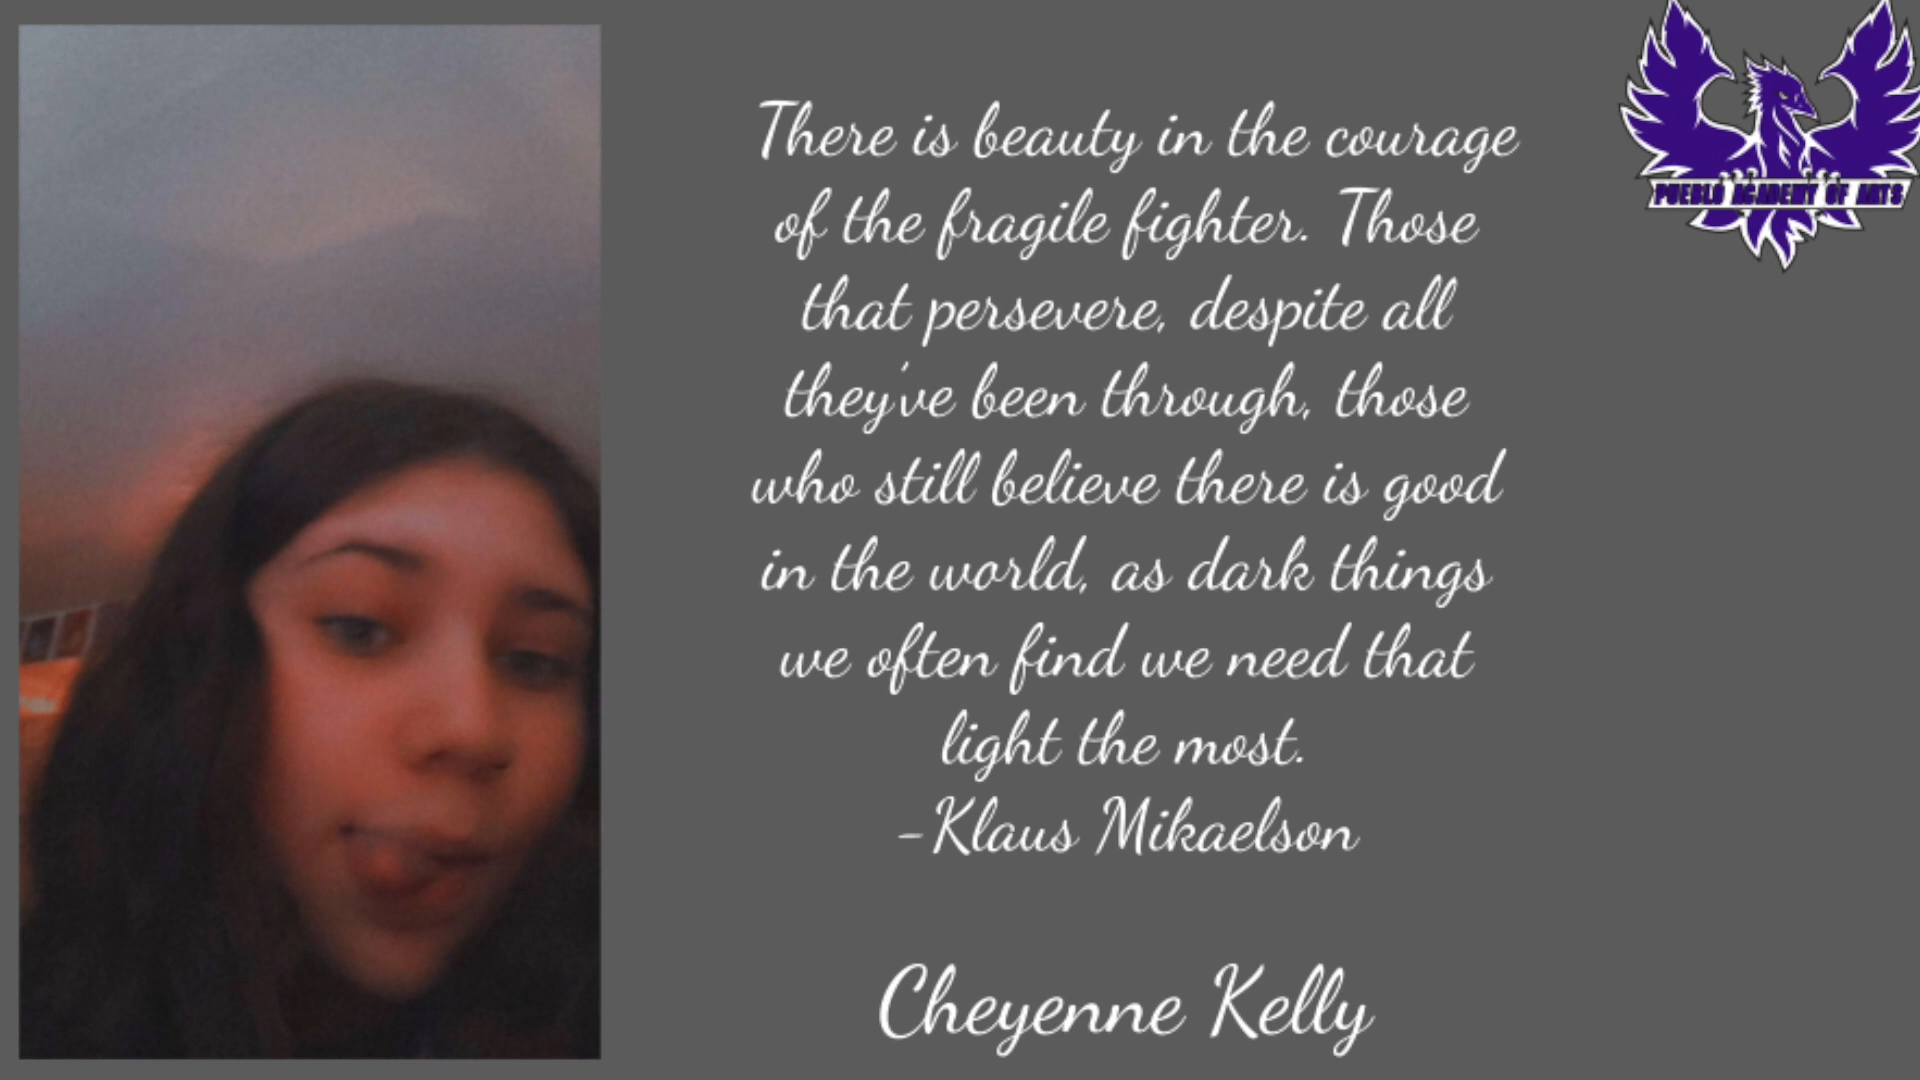 There is beauty in the courage
of the fragile fighter. Those
that persevere, despite all
they've been through, those
who still believe there is good
in the world, as dark things
we often find we need that
light the most.
-Klaus Mikaelson
Cheyenne Kelly
PUEBLO ACADEMY OF ARTS